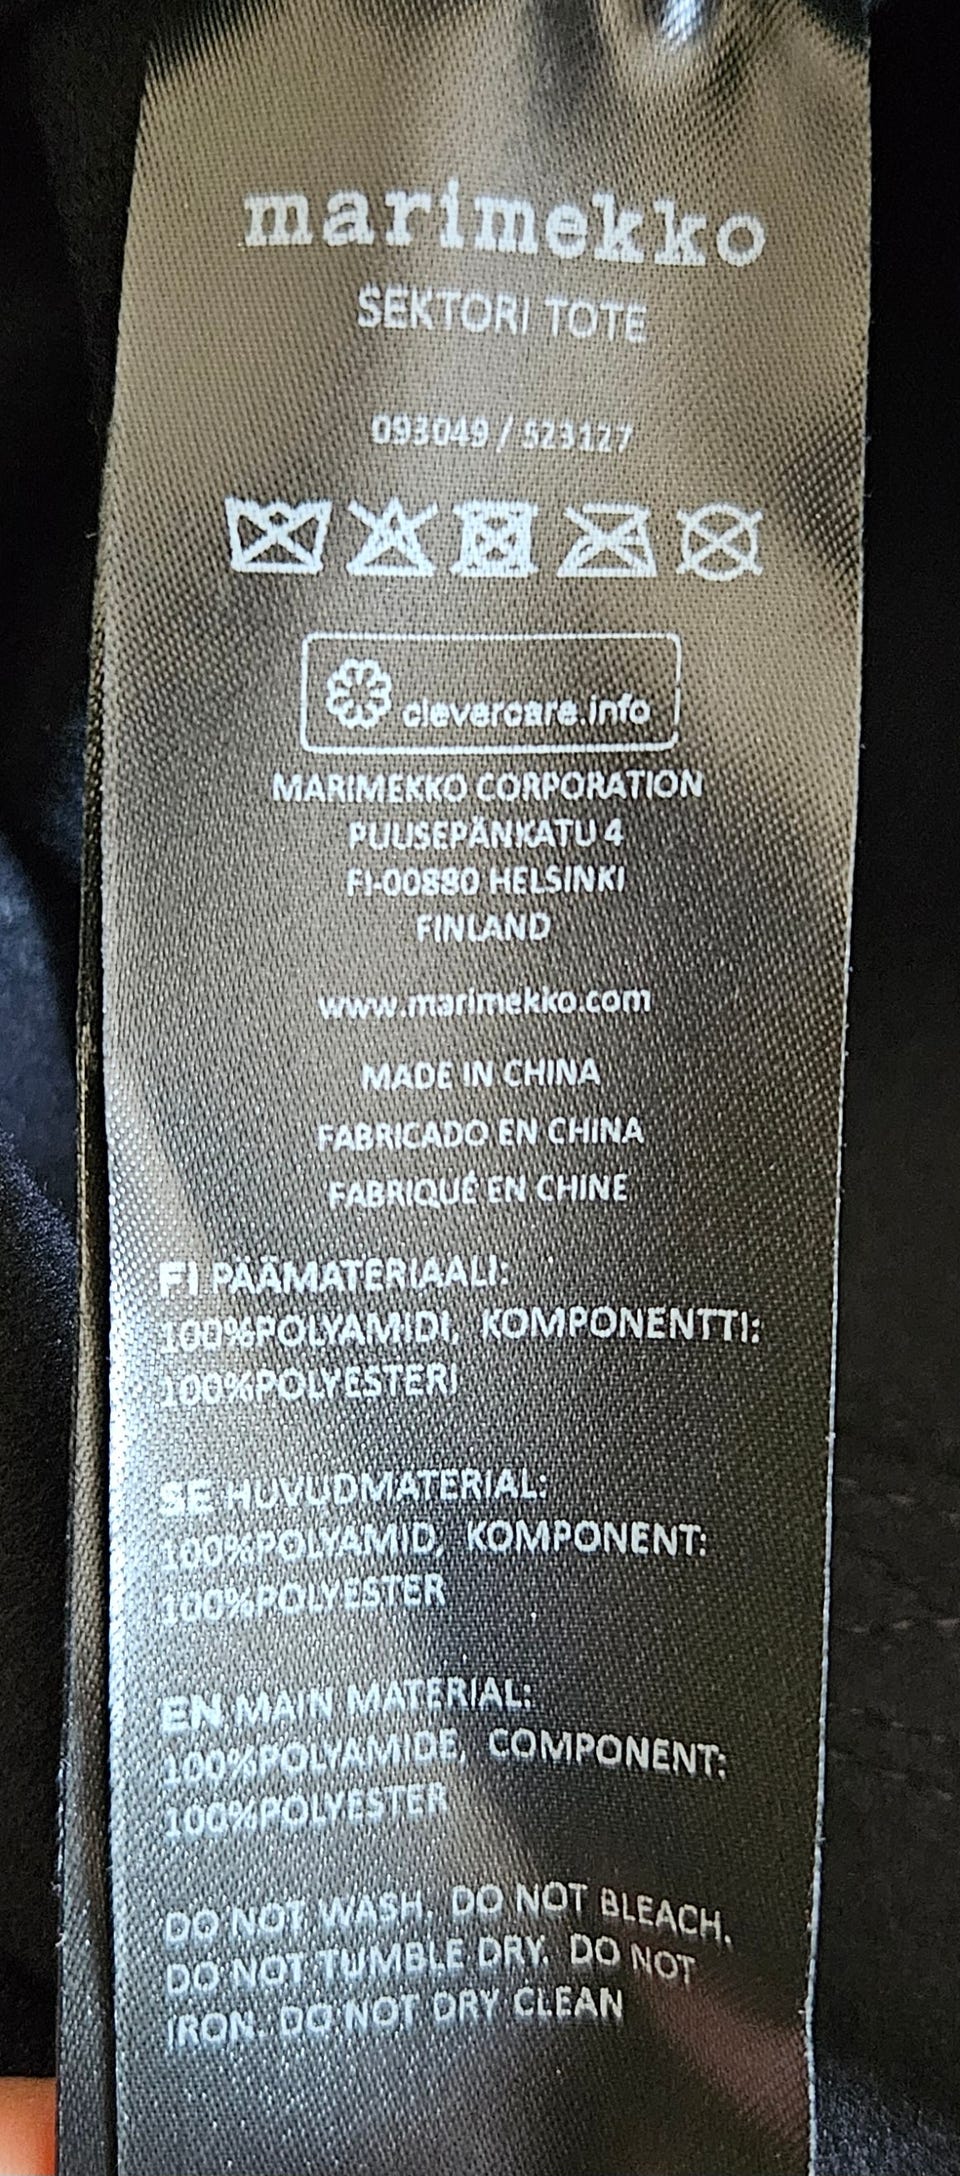 marimekko
SEKTORI TOTE
093049 / 523127
clevercare.info
MARIMEKKO CORPORATION
PUUSEPÄNKATU 4
FI-00880 HELSINKI
FINLAND
www.marimekko.com
MADE IN CHINA
FABRICADO EN CHINA
FABRIQUÉ EN CHINE
FI PÄÄMATERIAALI:
100%POLYAMIDI, KOMPONENTTI:
100%POLYESTERI
SE HUVUDMATERIAL:
100%POLYAMID, KOMPONENT:
100%POLYESTER
EN MAIN MATERIAL:
100%POLYAMIDE, COMPONENT:
100%POLYESTER
DO NOT WASH. DO NOT BLEACH.
DO NOT TUMBLE DRY. DO NOT
IRON. DO NOT DRY CLEAN